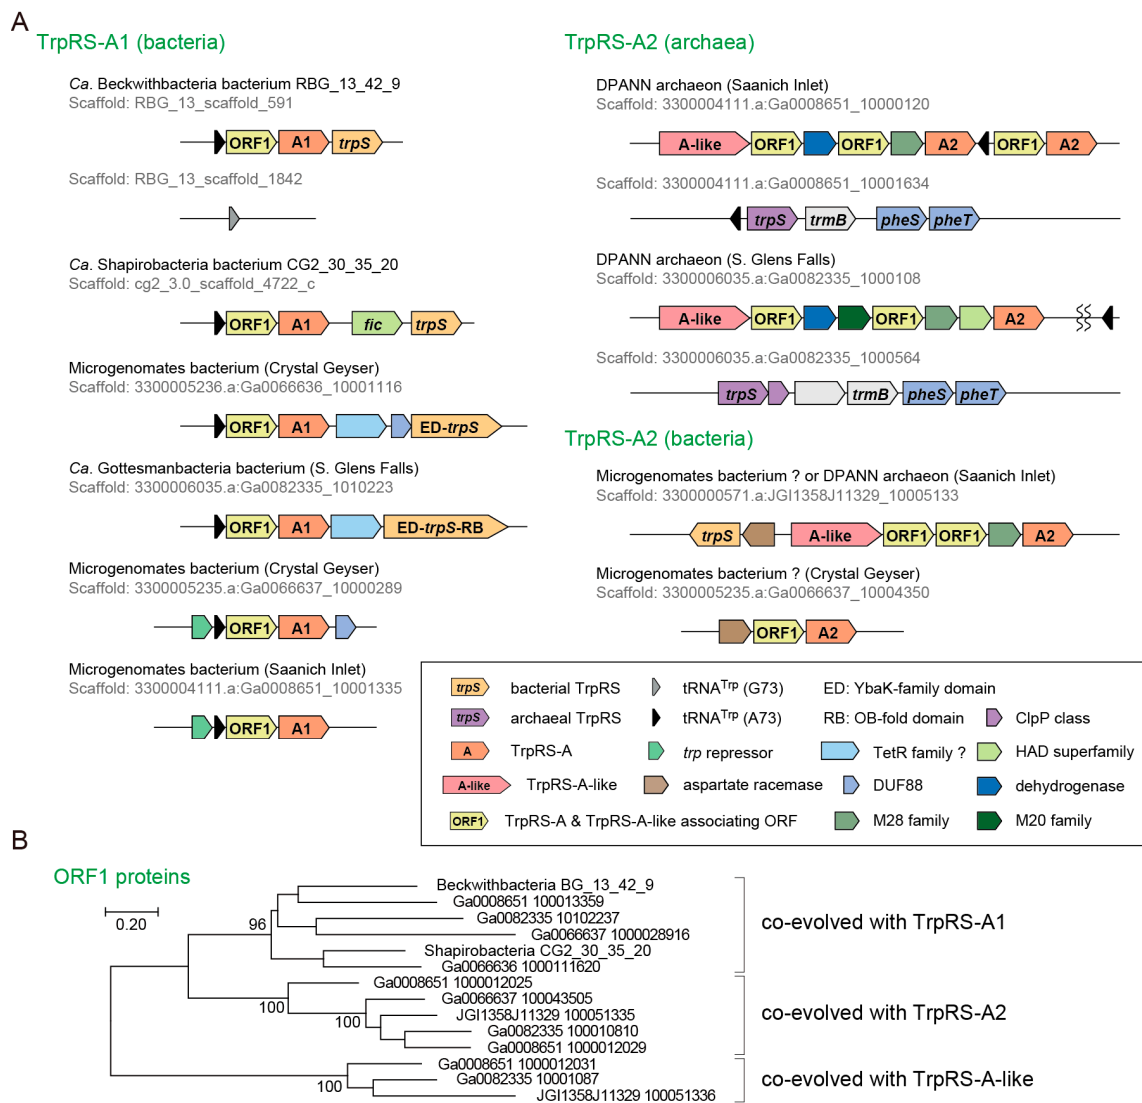 A
TrpRS-A1 (bacteria)
Ca. Beckwithbacteria bacterium RBG_13_42_9
Scaffold: RBG_13_scaffold_591
ORF1 A1 trpS
Scaffold: RBG_13_scaffold_1842
Ca. Shapirobacteria bacterium CG2_30_35_20
Scaffold: cg2_3.0_scaffold_4722_c
ORF1 A1 fic trpS
Microgenomates bacterium (Crystal Geyser)
Scaffold: 3300005236.a:Ga0066636_10001116
ORF1 A1 ED-trpS
Ca. Gottesmanbacteria bacterium (S. Glens Falls)
Scaffold: 3300006035.a:Ga0082335_1010223
ORF1 A1 ED-trpS-RB
Microgenomates bacterium (Crystal Geyser)
Scaffold: 3300005235.a:Ga0066637_10000289
ORF1 A1
Microgenomates bacterium (Saanich Inlet)
Scaffold: 3300004111.a:Ga0008651_10001335
ORF1 A1
TrpRS-A2 (archaea)
DPANN archaeon (Saanich Inlet)
Scaffold: 3300004111.a:Ga0008651_10000120
A-like ORF1 ORF1 A2 ORF1 A2
Scaffold: 3300004111.a:Ga0008651_10001634
trpS trmB pheS pheT
DPANN archaeon (S. Glens Falls)
Scaffold: 3300006035.a:Ga0082335_1000108
A-like ORF1 ORF1 A2
Scaffold: 3300006035.a:Ga0082335_1000564
trpS trmB pheS pheT
TrpRS-A2 (bacteria)
Microgenomates bacterium ? or DPANN archaeon (Saanich Inlet)
Scaffold: 3300000571.a:JGI1358J11329_10005133
trpS A-like ORF1 ORF1 A2
Microgenomates bacterium ? (Crystal Geyser)
Scaffold: 3300005235.a:Ga0066637_10004350
ORF1 A2
trpS bacterial TrpRS tRNATrp (G73) ED: YbaK-family domain
trpS archaeal TrpRS tRNATrp (A73) RB: OB-fold domain ClpP class
A TrpRS-A trp repressor TetR family ? HAD superfamily
A-like TrpRS-A-like aspartate racemase DUF88 dehydrogenase
ORF1 TrpRS-A & TrpRS-A-like associating ORF M28 family M20 family
B
ORF1 proteins
0.20
96
100
100
100
Beckwithbacteria BG_13_42_9
Ga0008651 100013359
Ga0082335 10102237
Ga0066637 1000028916
Shapirobacteria CG2_30_35_20
Ga0066636 1000111620
Ga0008651 1000012025
Ga0066637 100043505
JGI1358J11329 100051335
Ga0082335 100010810
Ga0008651 1000012029
Ga0008651 1000012031
Ga0082335 10001087
JGI1358J11329 100051336
co-evolved with TrpRS-A1
co-evolved with TrpRS-A2
co-evolved with TrpRS-A-like